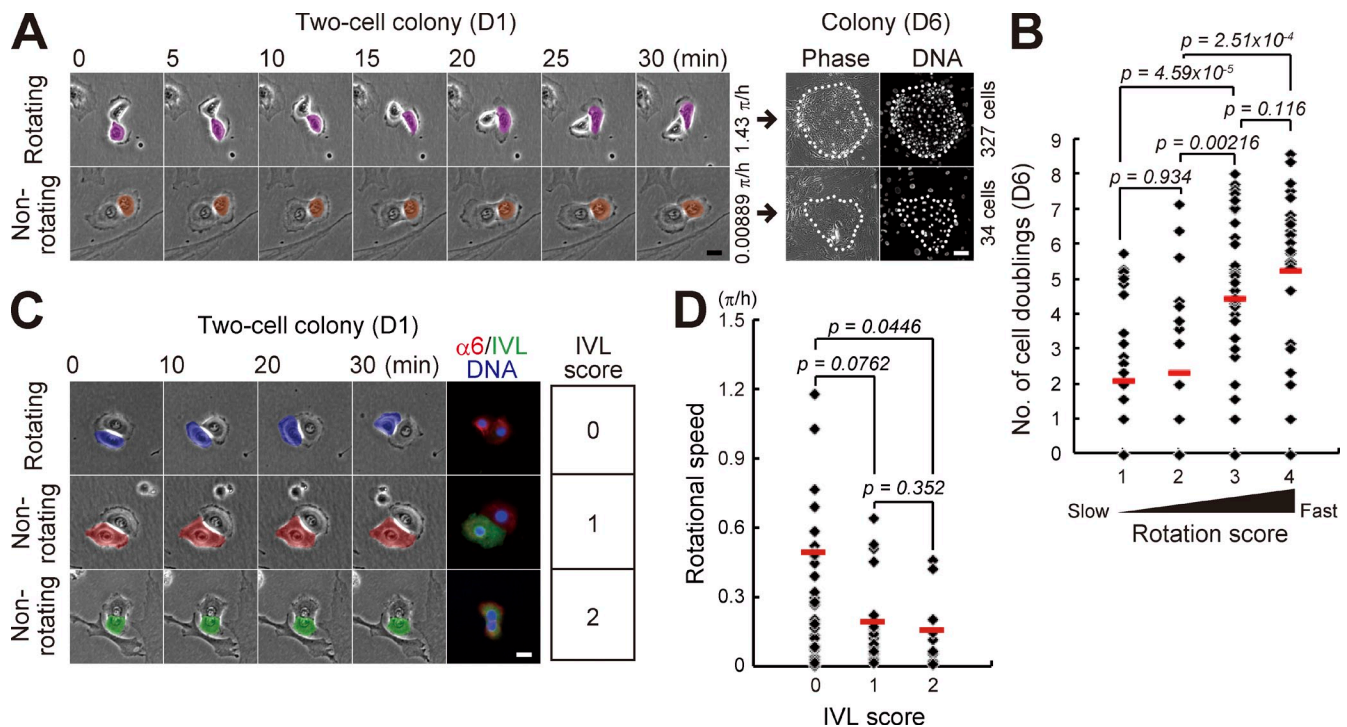 A
Two-cell colony (D1)
Colony (D6)
0 5 10 15 20 25 30 (min)
Phase DNA
Rotating
1.43 π/h
327 cells
Non-
rotating
0.00889 π/h
34 cells
B
p = 2.51x10-4
p = 4.59x10-5
p = 0.116
p = 0.00216
p = 0.934
No. of cell doublings (D6)
9
8
7
6
5
4
3
2
1
0
1 2 3 4
Slow Fast
Rotation score
C
Two-cell colony (D1)
0 10 20 30 (min)
α6/IVL
DNA
IVL
score
Rotating
0
Non-
rotating
1
Non-
rotating
2
D
(π/h)
Rotational speed
1.5
1.2
0.9
0.6
0.3
0
p = 0.0446
p = 0.0762
p = 0.352
0 1 2
IVL score